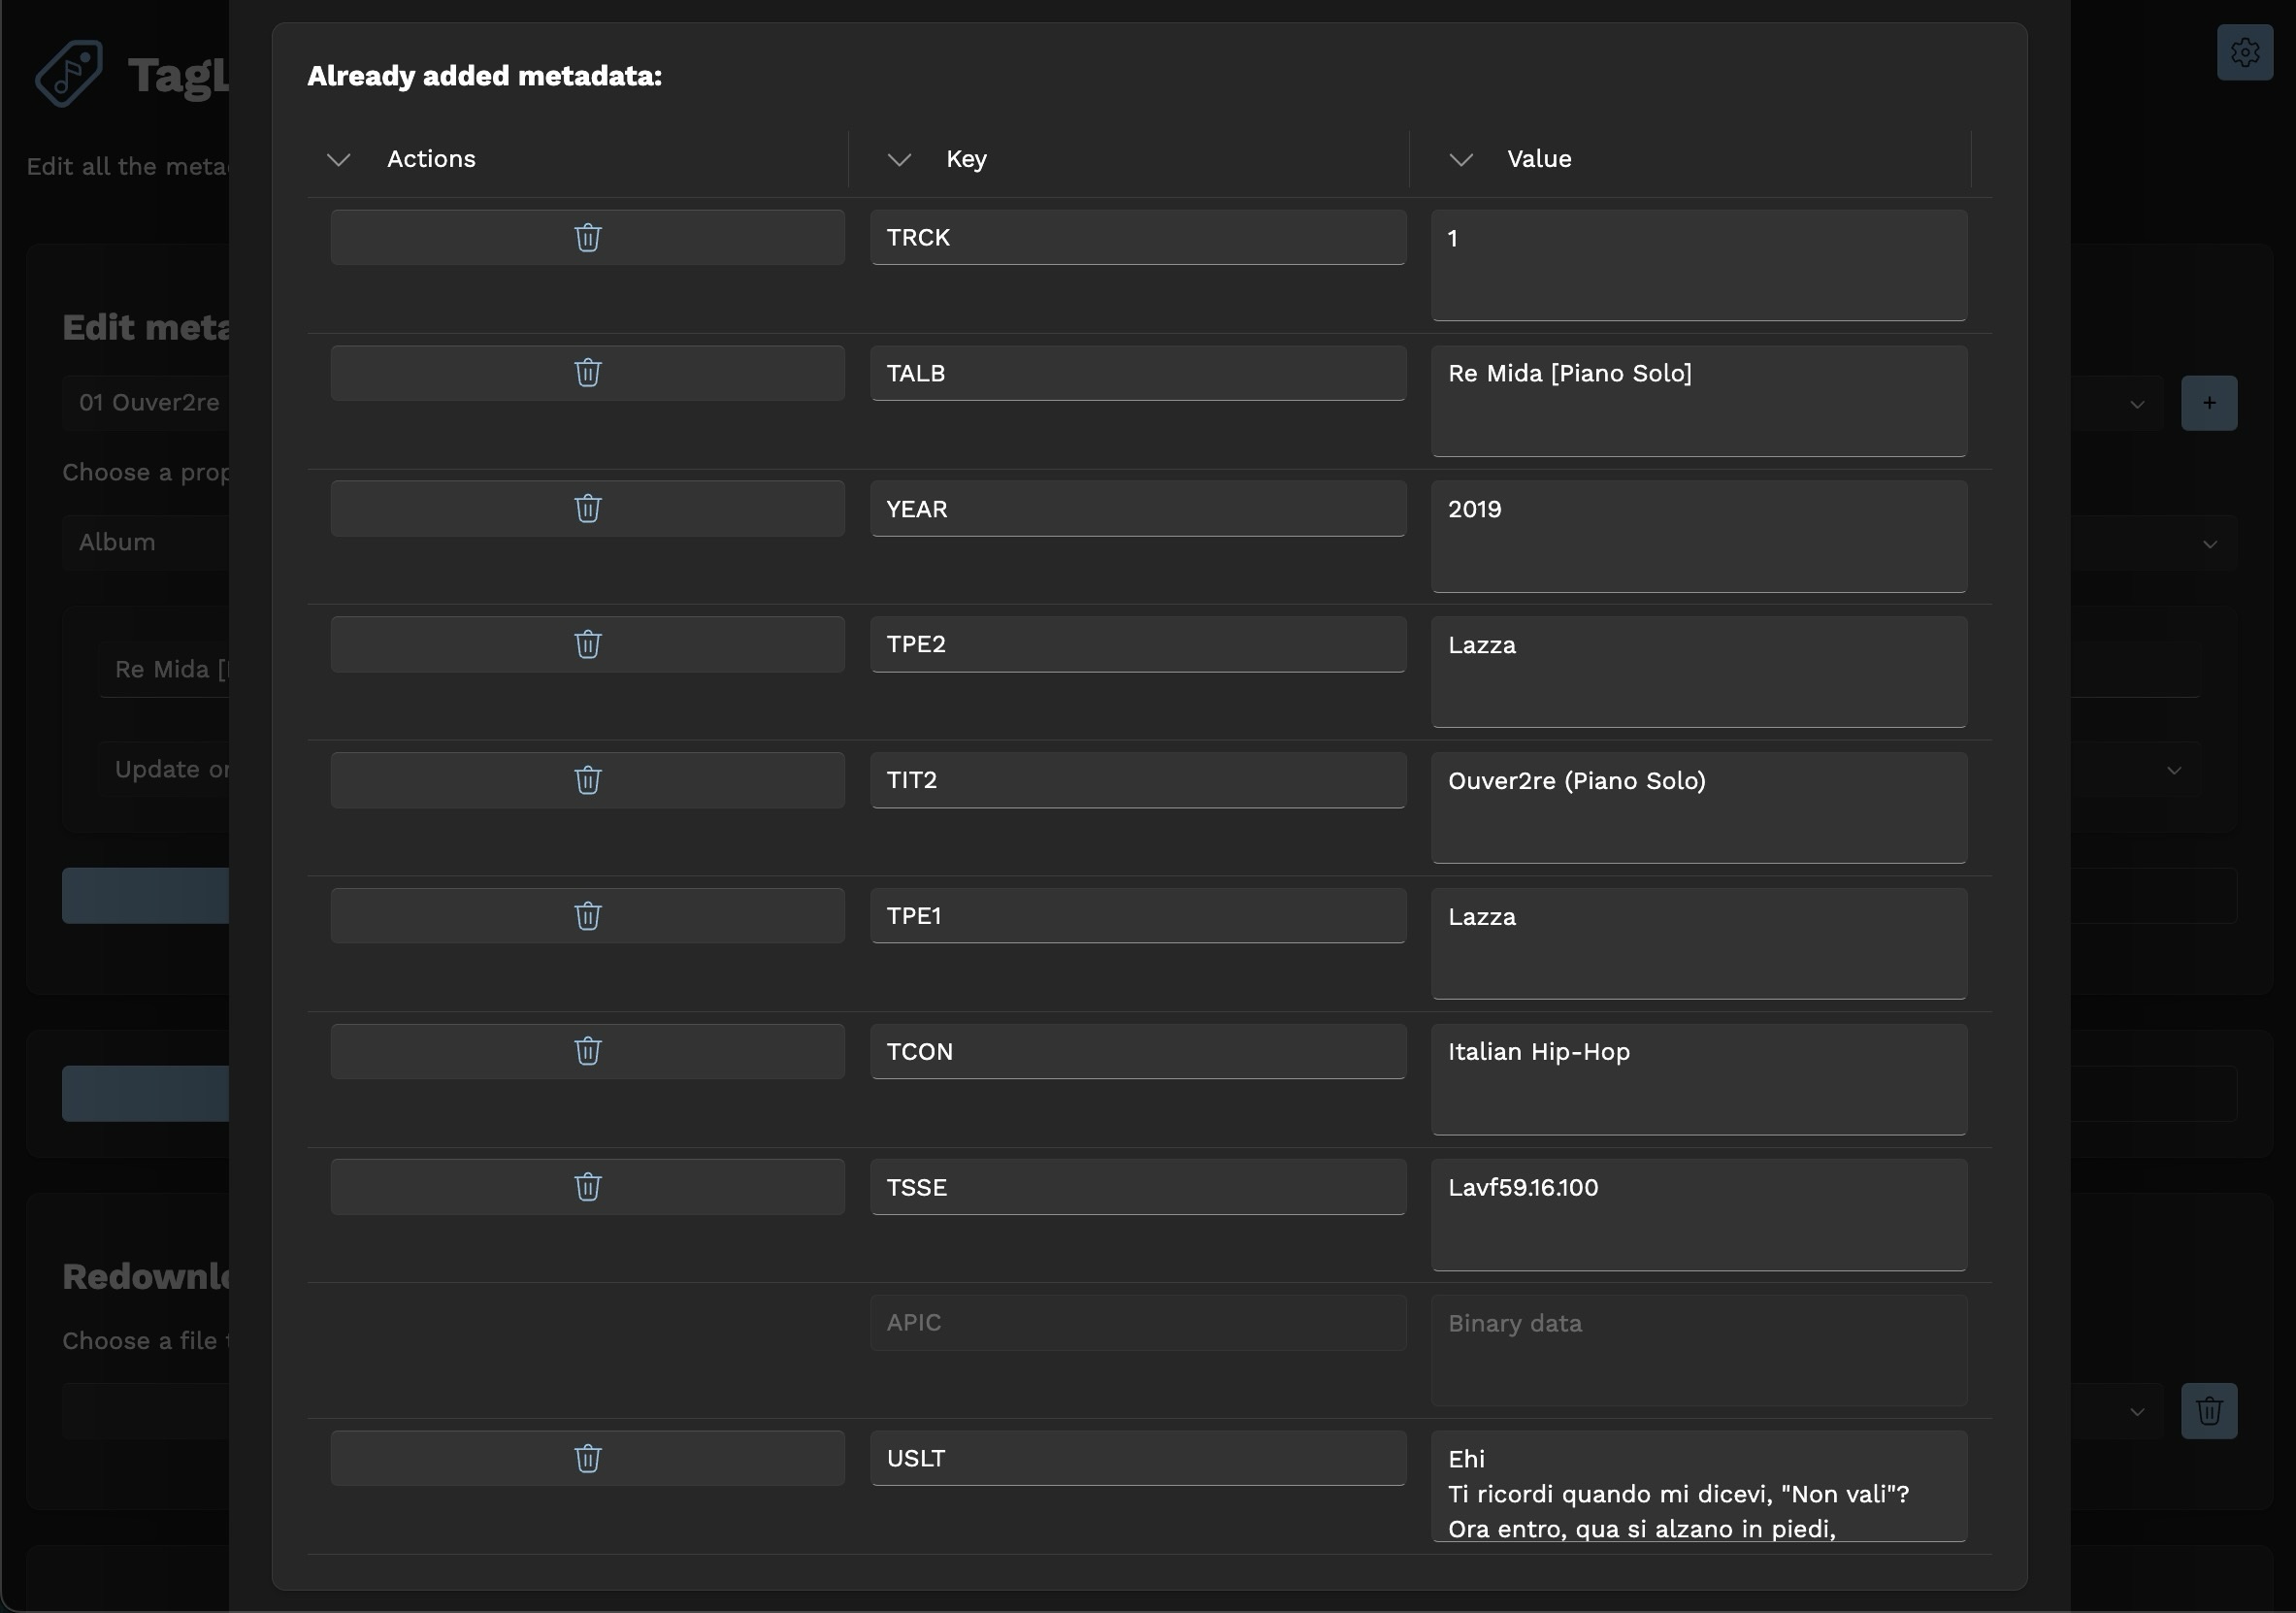 TagL
Edit all the meta
Already added metadata:
Actions Key Value
TRCK 1
TALB Re Mida [Piano Solo]
YEAR 2019
TPE2 Lazza
TIT2 Ouver2re (Piano Solo)
TPE1 Lazza
TCON Italian Hip-Hop
TSSE Lavf59.16.100
APIC Binary data
USLT Ehi
Ti ricordi quando mi dicevi, "Non vali"?
Ora entro, qua si alzano in piedi,
Edit meta
01 Ouver2re
+
Choose a prop
Album
Re Mida [
Update or
Redownlo
Choose a file